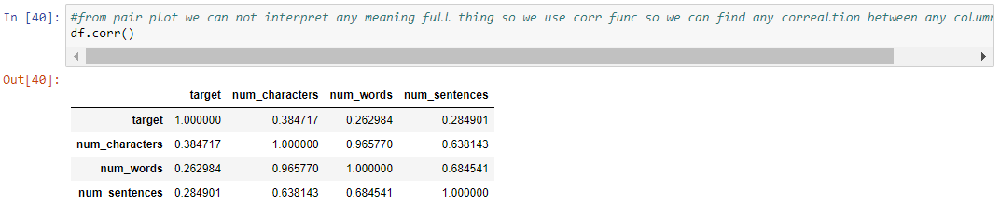 In [40]: #from pair plot we can not interpret any meaning full thing so we use corr func so we can find any correaltion between any colum
df.corr()
Out[40]:
target num_characters num_words num_sentences
target 1.000000 0.384717 0.262984 0.284901
num_characters 0.384717 1.000000 0.965770 0.638143
num_words 0.262984 0.965770 1.000000 0.684541
num_sentences 0.284901 0.638143 0.684541 1.000000